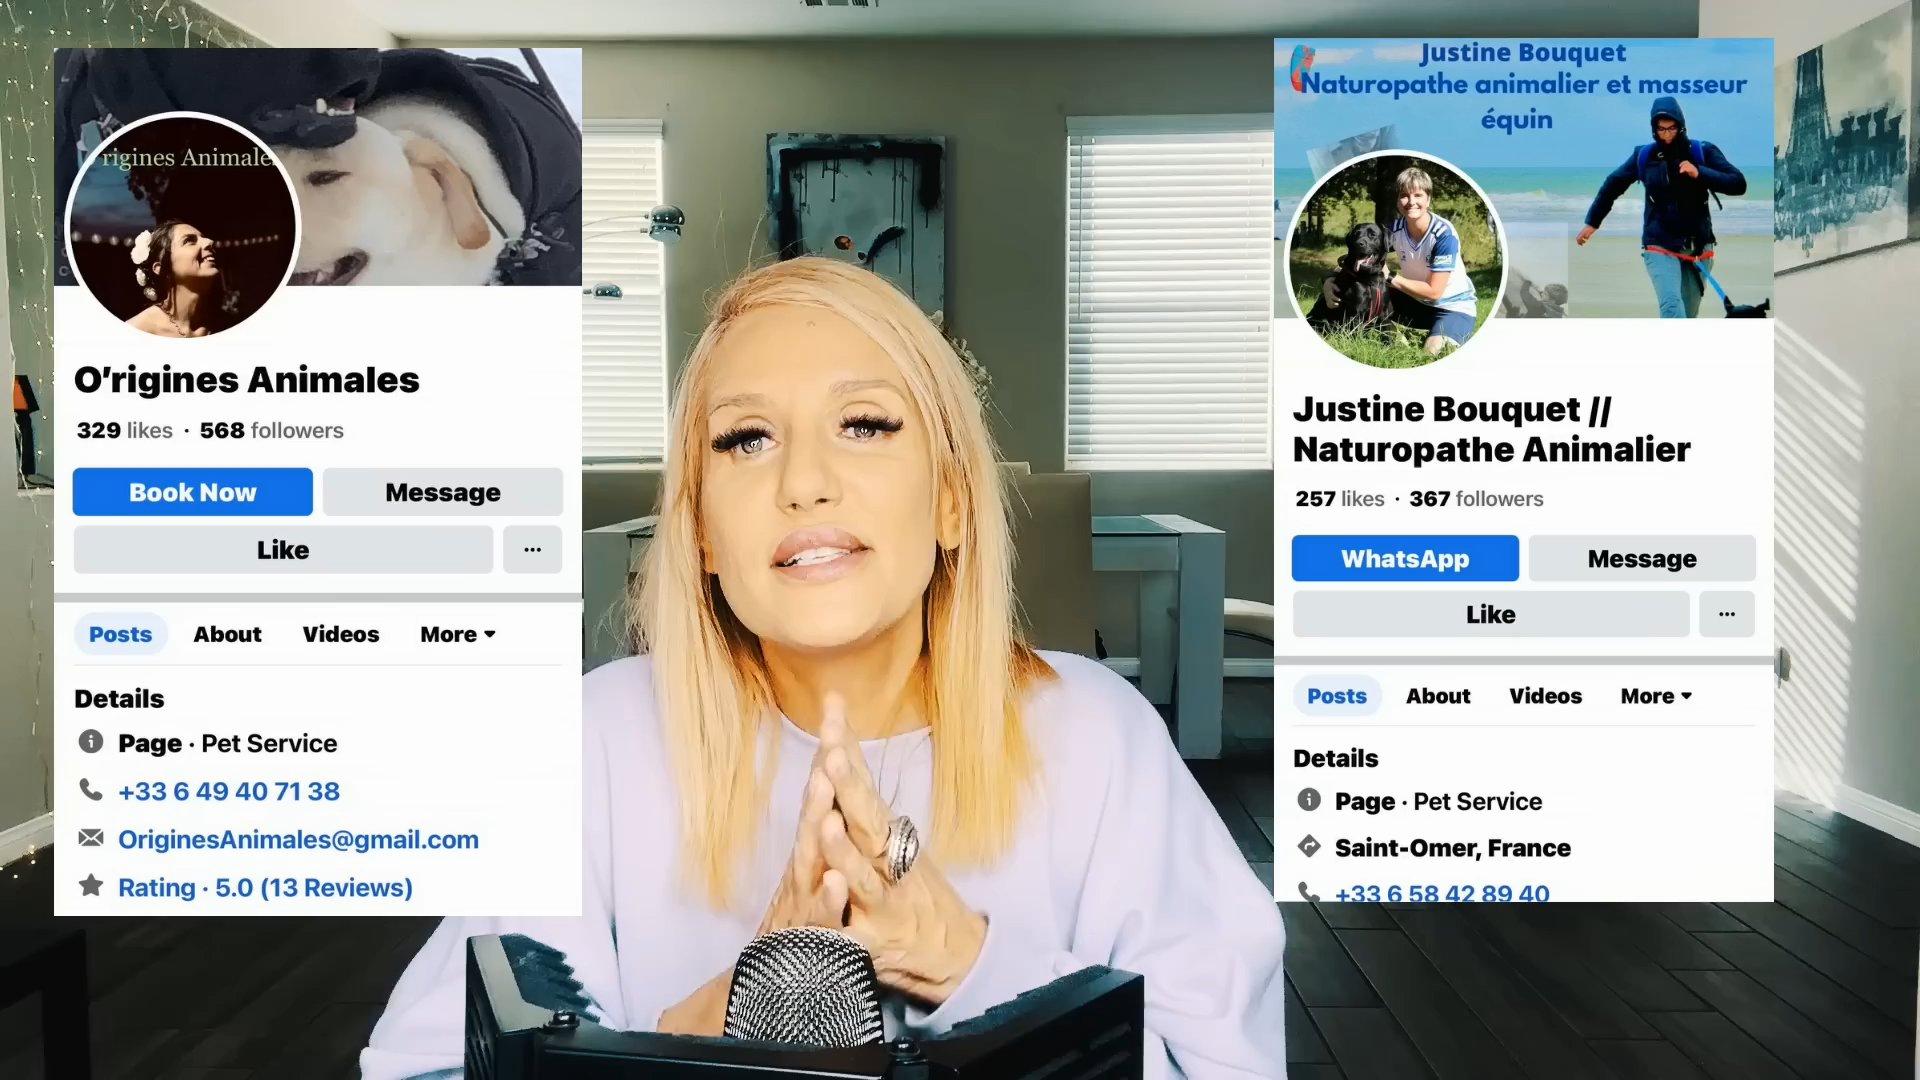 rigines Animale
O'rigines Animales
329 likes · 568 followers
Book Now
Message
Like
...
Posts
About
Videos
More
Details
Page · Pet Service
+33 6 49 40 71 38
OriginesAnimales@gmail.com
Rating · 5.0 (13 Reviews)
Justine Bouquet
Naturopathe animalier et masseur
équin
Justine Bouquet //
Naturopathe Animalier
257 likes · 367 followers
WhatsApp
Message
Like
...
Posts
About
Videos
More
Details
Page · Pet Service
Saint-Omer, France
+33 6 58 42 89 40